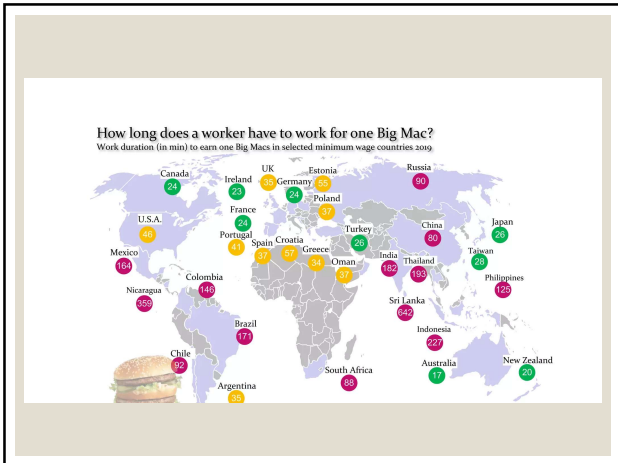 How long does a worker have to work for one Big Mac?
Work duration (in min) to earn one Big Macs in selected minimum wage countries 2019
Canada
24
Ireland
23
UK
35
Germany
24
Estonia
55
Russia
90
U.S.A.
46
France
24
Poland
37
Portugal
41
Spain
37
Croatia
57
Greece
34
Turkey
26
Oman
37
China
80
Japan
26
Taiwan
28
Mexico
164
India
182
Thailand
193
Philippines
125
Nicaragua
359
Colombia
146
Sri Lanka
642
Indonesia
227
Brazil
171
Chile
92
Argentina
35
South Africa
88
Australia
17
New Zealand
20